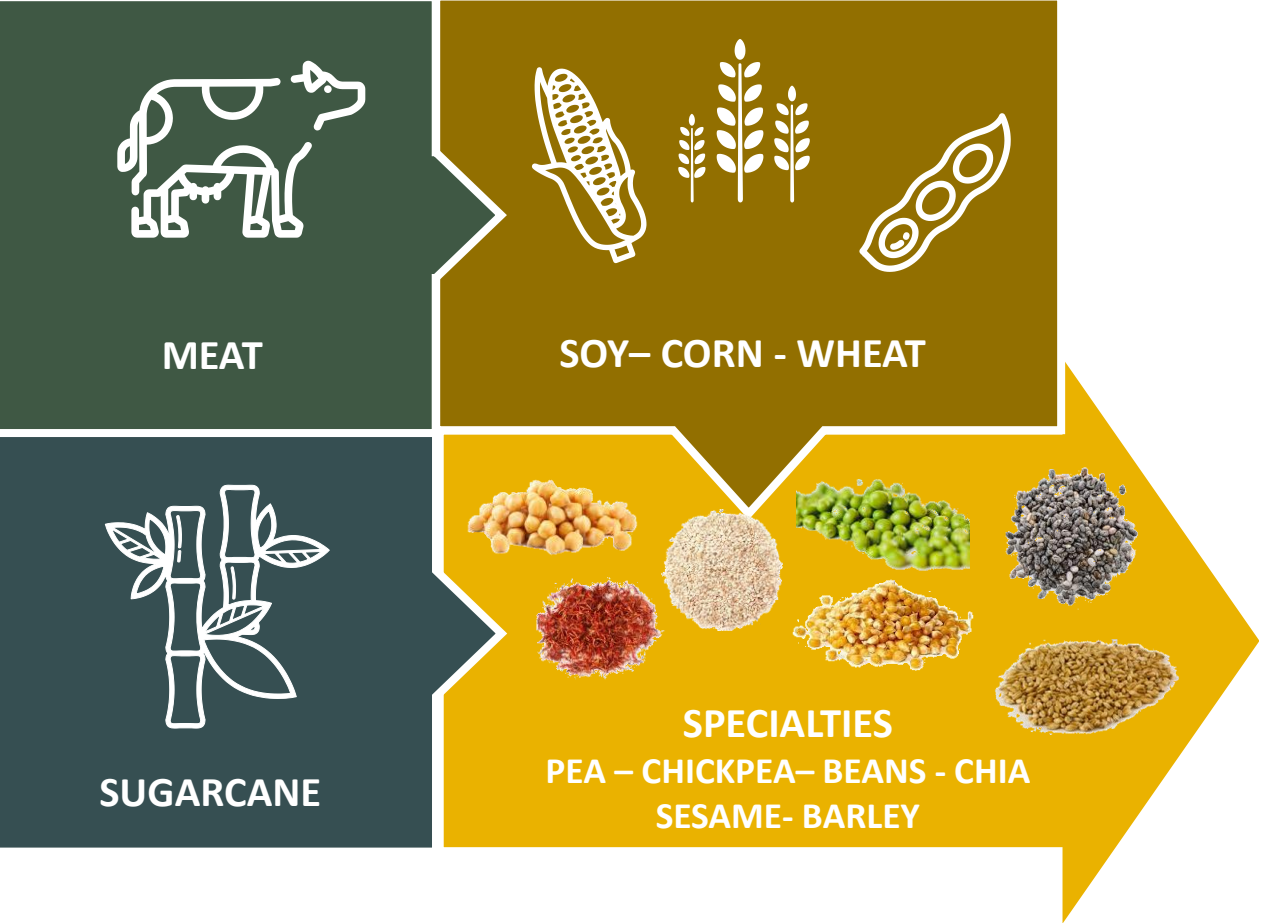 MEAT
SOY– CORN - WHEAT
SUGARCANE
SPECIALTIES
PEA – CHICKPEA– BEANS - CHIA
SESAME- BARLEY